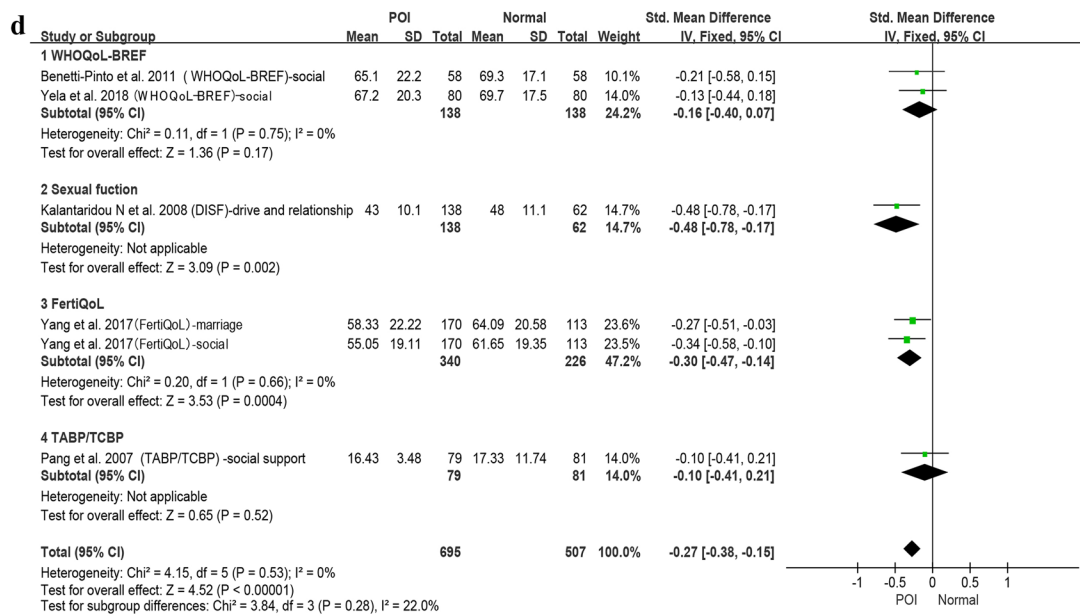 d
POI Normal Std. Mean Difference Std. Mean Difference
Study or Subgroup Mean SD Total Mean SD Total Weight IV, Fixed, 95% CI IV, Fixed, 95% CI
1 WHOQoL-BREF
Benetti-Pinto et al. 2011 ( WHOQoL-BREF)-social 65.1 22.2 58 69.3 17.1 58 10.1% -0.21 [-0.58, 0.15]
Yela et al. 2018 (WHOQoL-BREF)-social 67.2 20.3 80 69.7 17.5 80 14.0% -0.13 [-0.44, 0.18]
Subtotal (95% CI) 138 138 24.2% -0.16 [-0.40, 0.07]
Heterogeneity: Chi² = 0.11, df = 1 (P = 0.75); I² = 0%
Test for overall effect: Z = 1.36 (P = 0.17)
2 Sexual fuction
Kalantaridou N et al. 2008 (DISF)-drive and relationship 43 10.1 138 48 11.1 62 14.7% -0.48 [-0.78, -0.17]
Subtotal (95% CI) 138 62 14.7% -0.48 [-0.78, -0.17]
Heterogeneity: Not applicable
Test for overall effect: Z = 3.09 (P = 0.002)
3 FertiQoL
Yang et al. 2017(FertiQoL)-marriage 58.33 22.22 170 64.09 20.58 113 23.6% -0.27 [-0.51, -0.03]
Yang et al. 2017(FertiQoL)-social 55.05 19.11 170 61.65 19.35 113 23.5% -0.34 [-0.58, -0.10]
Subtotal (95% CI) 340 226 47.2% -0.30 [-0.47, -0.14]
Heterogeneity: Chi² = 0.20, df = 1 (P = 0.66); I² = 0%
Test for overall effect: Z = 3.53 (P = 0.0004)
4 TABP/TCBP
Pang et al. 2007 (TABP/TCBP) -social support 16.43 3.48 79 17.33 11.74 81 14.0% -0.10 [-0.41, 0.21]
Subtotal (95% CI) 79 81 14.0% -0.10 [-0.41, 0.21]
Heterogeneity: Not applicable
Test for overall effect: Z = 0.65 (P = 0.52)
Total (95% CI) 695 507 100.0% -0.27 [-0.38, -0.15]
Heterogeneity: Chi² = 4.15, df = 5 (P = 0.53); I² = 0%
Test for overall effect: Z = 4.52 (P < 0.00001)
Test for subgroup differences: Chi² = 3.84, df = 3 (P = 0.28), I² = 22.0%
-1 -0.5 0 0.5 1
POI Normal